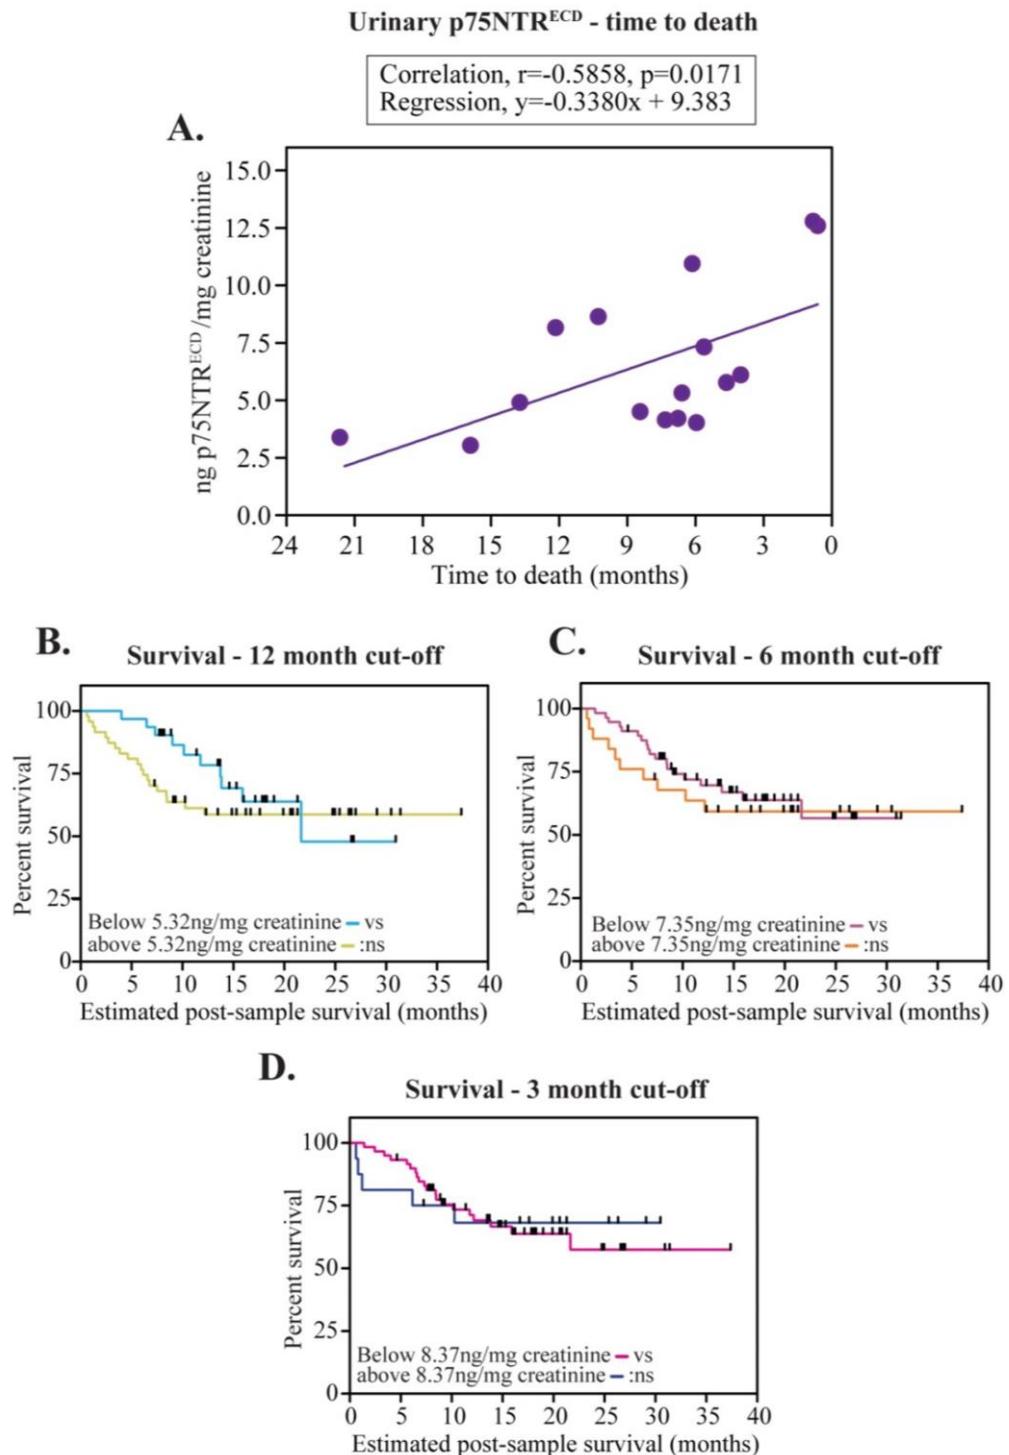 Urinary p75NTRᴱᶜᴰ - time to death
Correlation, r=-0.5858, p=0.0171
Regression, y=-0.3380x + 9.383
A.
ng p75NTRᴱᶜᴰ/mg creatinine
15.0
12.5
10.0
7.5
5.0
2.5
0.0
24 21 18 15 12 9 6 3 0
Time to death (months)
B.
Survival - 12 month cut-off
Percent survival
100
75
50
25
0
Below 5.32ng/mg creatinine vs
above 5.32ng/mg creatinine :ns
0 5 10 15 20 25 30 35 40
Estimated post-sample survival (months)
C.
Survival - 6 month cut-off
Percent survival
100
75
50
25
0
Below 7.35ng/mg creatinine vs
above 7.35ng/mg creatinine :ns
0 5 10 15 20 25 30 35 40
Estimated post-sample survival (months)
D.
Survival - 3 month cut-off
Percent survival
100
75
50
25
0
Below 8.37ng/mg creatinine vs
above 8.37ng/mg creatinine :ns
0 5 10 15 20 25 30 35 40
Estimated post-sample survival (months)